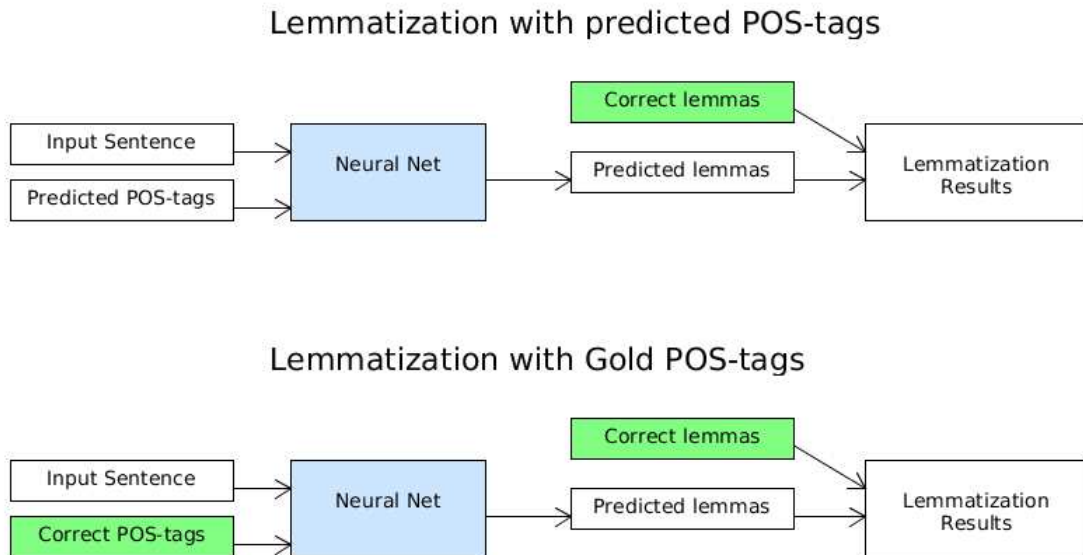 Lemmatization with predicted POS-tags
Correct lemmas
Input Sentence
Neural Net
Predicted lemmas
Lemmatization
Results
Predicted POS-tags
Lemmatization with Gold POS-tags
Correct lemmas
Input Sentence
Neural Net
Predicted lemmas
Lemmatization
Results
Correct POS-tags